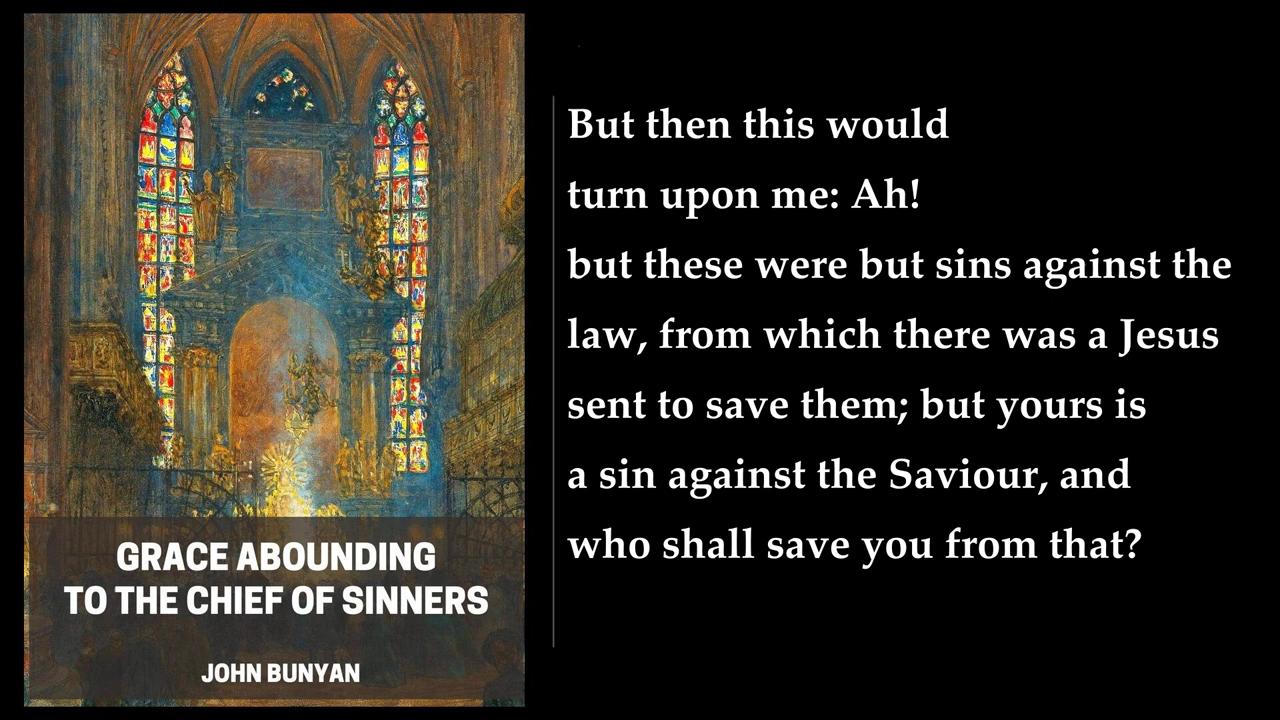 But then this would
turn upon me: Ah!
but these were but sins against the
law, from which there was a Jesus
sent to save them; but yours is
a sin against the Saviour, and
who shall save you from that?
GRACE ABOUNDING
TO THE CHIEF OF SINNERS
JOHN BUNYAN